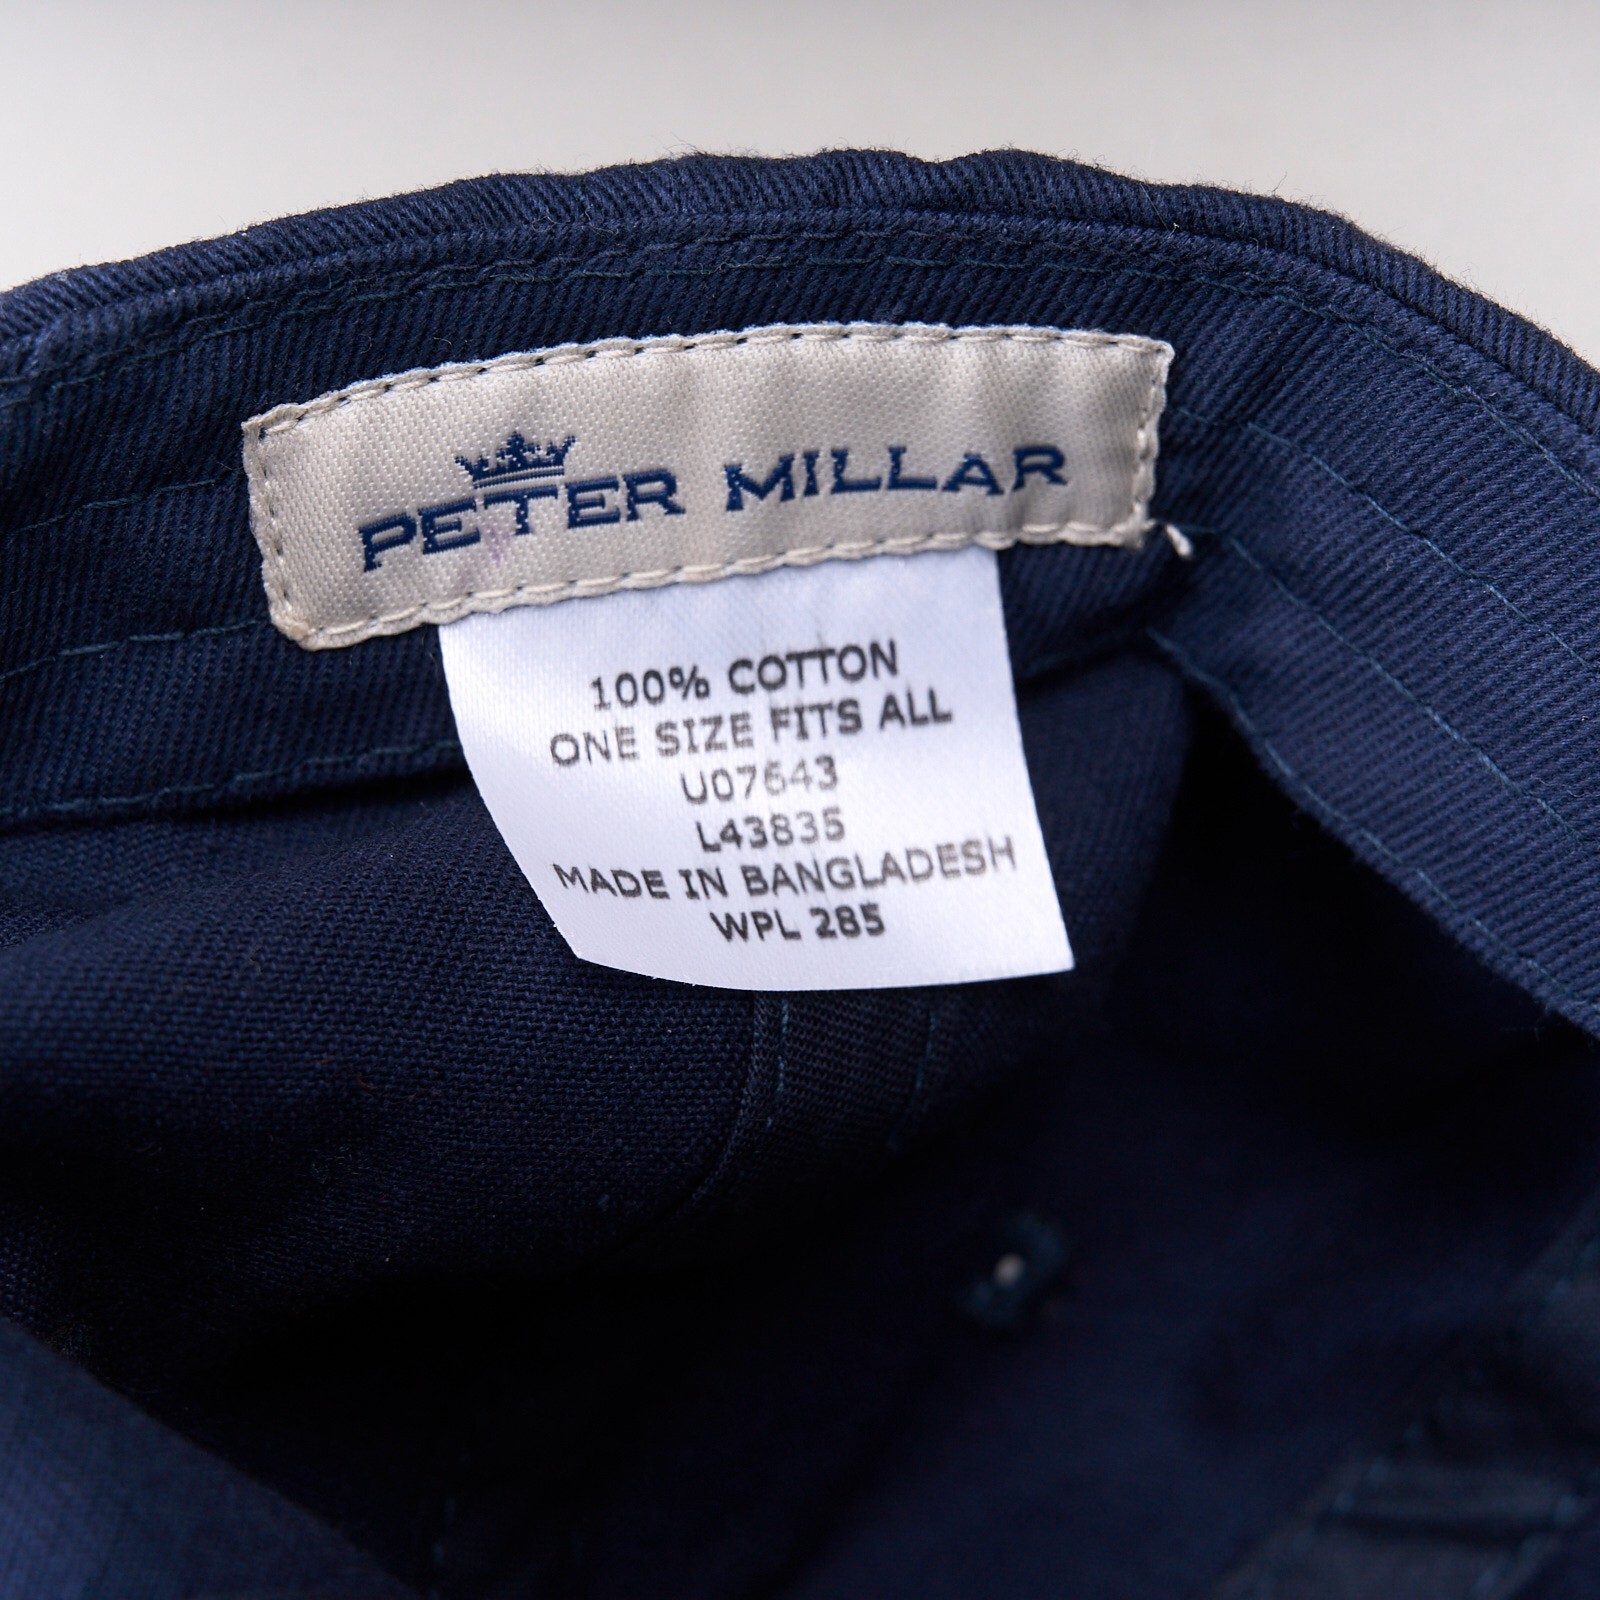 PETER MILLAR
100% COTTON
ONE SIZE FITS ALL
U07643
L43835
MADE IN BANGLADESH
WPL 285